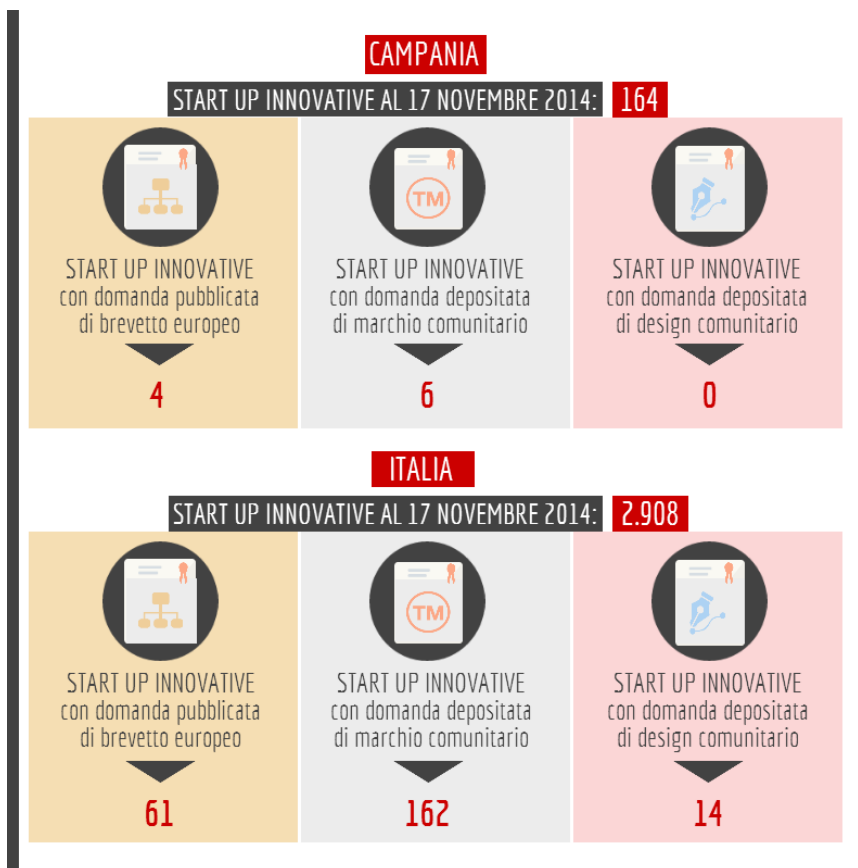 CAMPANIA
START UP INNOVATIVE AL 17 NOVEMBRE 2014: 164
TM
START UP INNOVATIVE
con domanda pubblicata
di brevetto europeo
4
START UP INNOVATIVE
con domanda depositata
di marchio comunitario
6
START UP INNOVATIVE
con domanda depositata
di design comunitario
0
ITALIA
START UP INNOVATIVE AL 17 NOVEMBRE 2014: 2.908
TM
START UP INNOVATIVE
con domanda pubblicata
di brevetto europeo
61
START UP INNOVATIVE
con domanda depositata
di marchio comunitario
162
START UP INNOVATIVE
con domanda depositata
di design comunitario
14